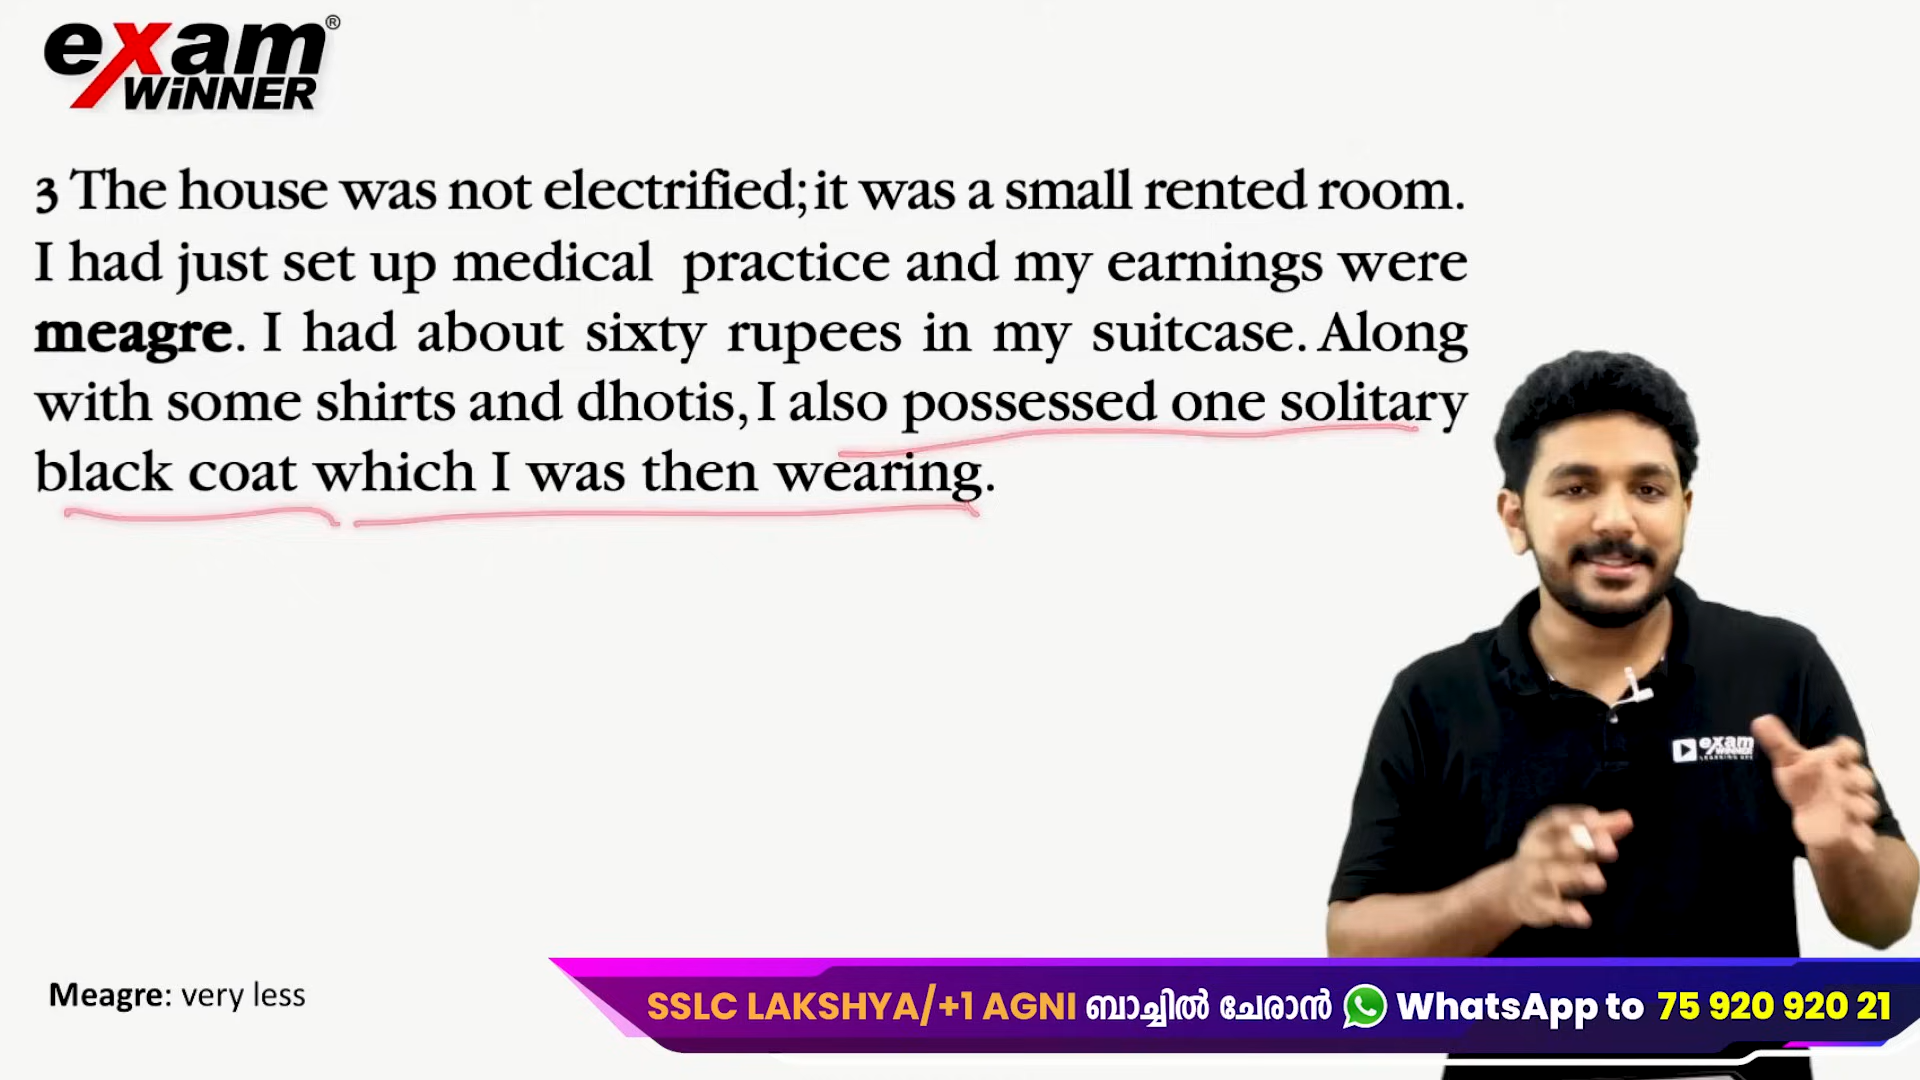 exam®
WiNNER
3 The house was not electrified; it was a small rented room.
I had just set up medical practice and my earnings were
meagre. I had about sixty rupees in my suitcase. Along
with some shirts and dhotis, I also possessed one solitary
black coat which I was then wearing.
exam
WiNNER
Meagre: very less
SSLC LAKSHYA/+1 AGNI ബാച്ചിൽ ചേരാൻ WhatsApp to 75 920 920 21